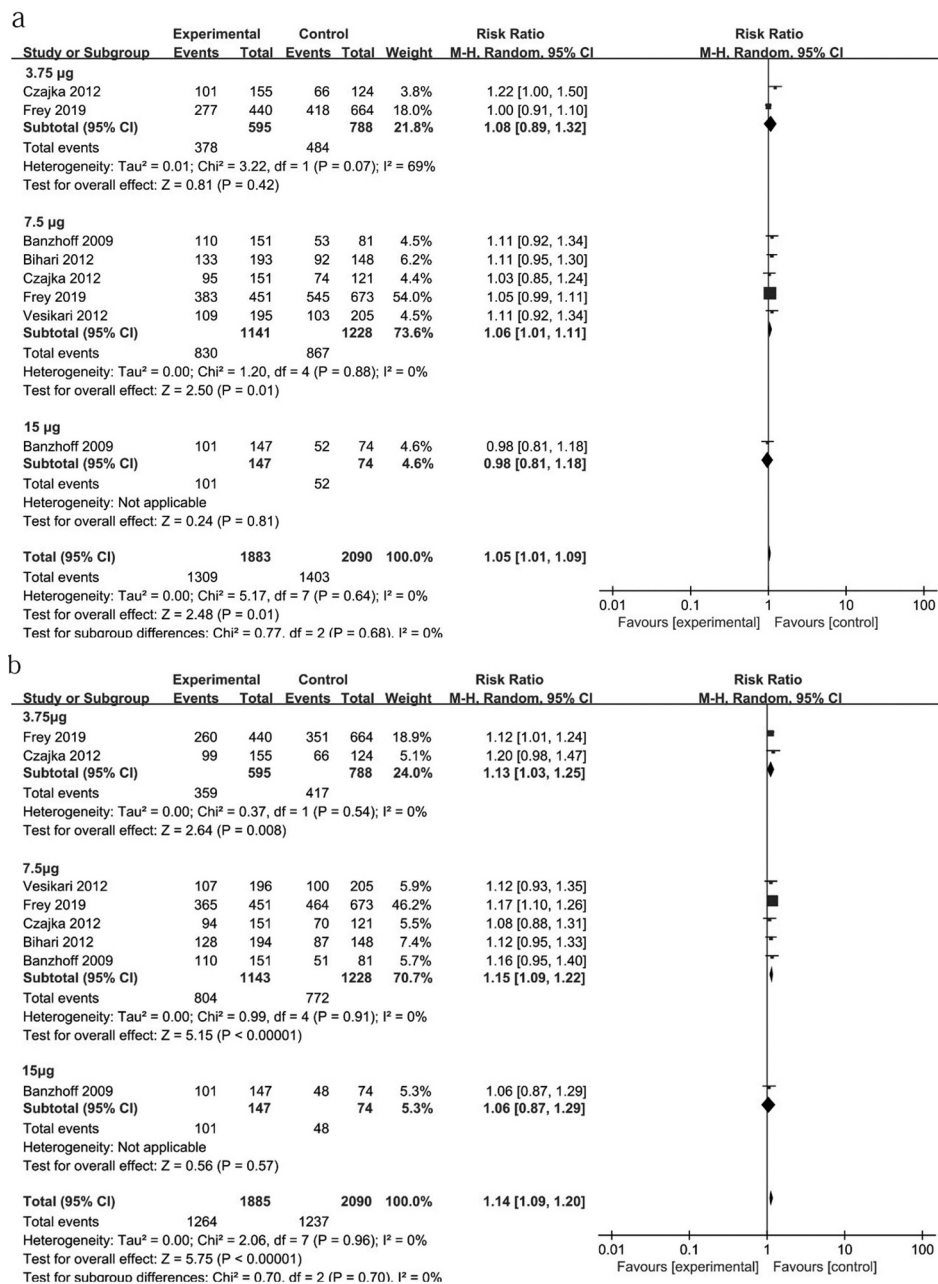 a
Experimental Control Risk Ratio Risk Ratio
Study or Subgroup Events Total Events Total Weight M-H, Random, 95% CI M-H, Random, 95% CI
3.75 µg
Czajka 2012 101 155 66 124 3.8% 1.22 [1.00, 1.50]
Frey 2019 277 440 418 664 18.0% 1.00 [0.91, 1.10]
Subtotal (95% CI) 595 788 21.8% 1.08 [0.89, 1.32]
Total events 378 484
Heterogeneity: Tau² = 0.01; Chi² = 3.22, df = 1 (P = 0.07); I² = 69%
Test for overall effect: Z = 0.81 (P = 0.42)
7.5 µg
Banzhoff 2009 110 151 53 81 4.5% 1.11 [0.92, 1.34]
Bihari 2012 133 193 92 148 6.2% 1.11 [0.95, 1.30]
Czajka 2012 95 151 74 121 4.4% 1.03 [0.85, 1.24]
Frey 2019 383 451 545 673 54.0% 1.05 [0.99, 1.11]
Vesikari 2012 109 195 103 205 4.5% 1.11 [0.92, 1.34]
Subtotal (95% CI) 1141 1228 73.6% 1.06 [1.01, 1.11]
Total events 830 867
Heterogeneity: Tau² = 0.00; Chi² = 1.20, df = 4 (P = 0.88); I² = 0%
Test for overall effect: Z = 2.50 (P = 0.01)
15 µg
Banzhoff 2009 101 147 52 74 4.6% 0.98 [0.81, 1.18]
Subtotal (95% CI) 147 74 4.6% 0.98 [0.81, 1.18]
Total events 101 52
Heterogeneity: Not applicable
Test for overall effect: Z = 0.24 (P = 0.81)
Total (95% CI) 1883 2090 100.0% 1.05 [1.01, 1.09]
Total events 1309 1403
Heterogeneity: Tau² = 0.00; Chi² = 5.17, df = 7 (P = 0.64); I² = 0%
Test for overall effect: Z = 2.48 (P = 0.01)
Test for subgroup differences: Chi² = 0.77, df = 2 (P = 0.68), I² = 0%
0.01 0.1 1 10 100
Favours [experimental] Favours [control]
b
Experimental Control Risk Ratio Risk Ratio
Study or Subgroup Events Total Events Total Weight M-H, Random, 95% CI M-H, Random, 95% CI
3.75µg
Frey 2019 260 440 351 664 18.9% 1.12 [1.01, 1.24]
Czajka 2012 99 155 66 124 5.1% 1.20 [0.98, 1.47]
Subtotal (95% CI) 595 788 24.0% 1.13 [1.03, 1.25]
Total events 359 417
Heterogeneity: Tau² = 0.00; Chi² = 0.37, df = 1 (P = 0.54); I² = 0%
Test for overall effect: Z = 2.64 (P = 0.008)
7.5µg
Vesikari 2012 107 196 100 205 5.9% 1.12 [0.93, 1.35]
Frey 2019 365 451 464 673 46.2% 1.17 [1.10, 1.26]
Czajka 2012 94 151 70 121 5.5% 1.08 [0.88, 1.31]
Bihari 2012 128 194 87 148 7.4% 1.12 [0.95, 1.33]
Banzhoff 2009 110 151 51 81 5.7% 1.16 [0.95, 1.40]
Subtotal (95% CI) 1143 1228 70.7% 1.15 [1.09, 1.22]
Total events 804 772
Heterogeneity: Tau² = 0.00; Chi² = 0.99, df = 4 (P = 0.91); I² = 0%
Test for overall effect: Z = 5.15 (P < 0.00001)
15µg
Banzhoff 2009 101 147 48 74 5.3% 1.06 [0.87, 1.29]
Subtotal (95% CI) 147 74 5.3% 1.06 [0.87, 1.29]
Total events 101 48
Heterogeneity: Not applicable
Test for overall effect: Z = 0.56 (P = 0.57)
Total (95% CI) 1885 2090 100.0% 1.14 [1.09, 1.20]
Total events 1264 1237
Heterogeneity: Tau² = 0.00; Chi² = 2.06, df = 7 (P = 0.96); I² = 0%
Test for overall effect: Z = 5.75 (P < 0.00001)
Test for subgroup differences: Chi² = 0.70, df = 2 (P = 0.70), I² = 0%
0.01 0.1 1 10 100
Favours [experimental] Favours [control]